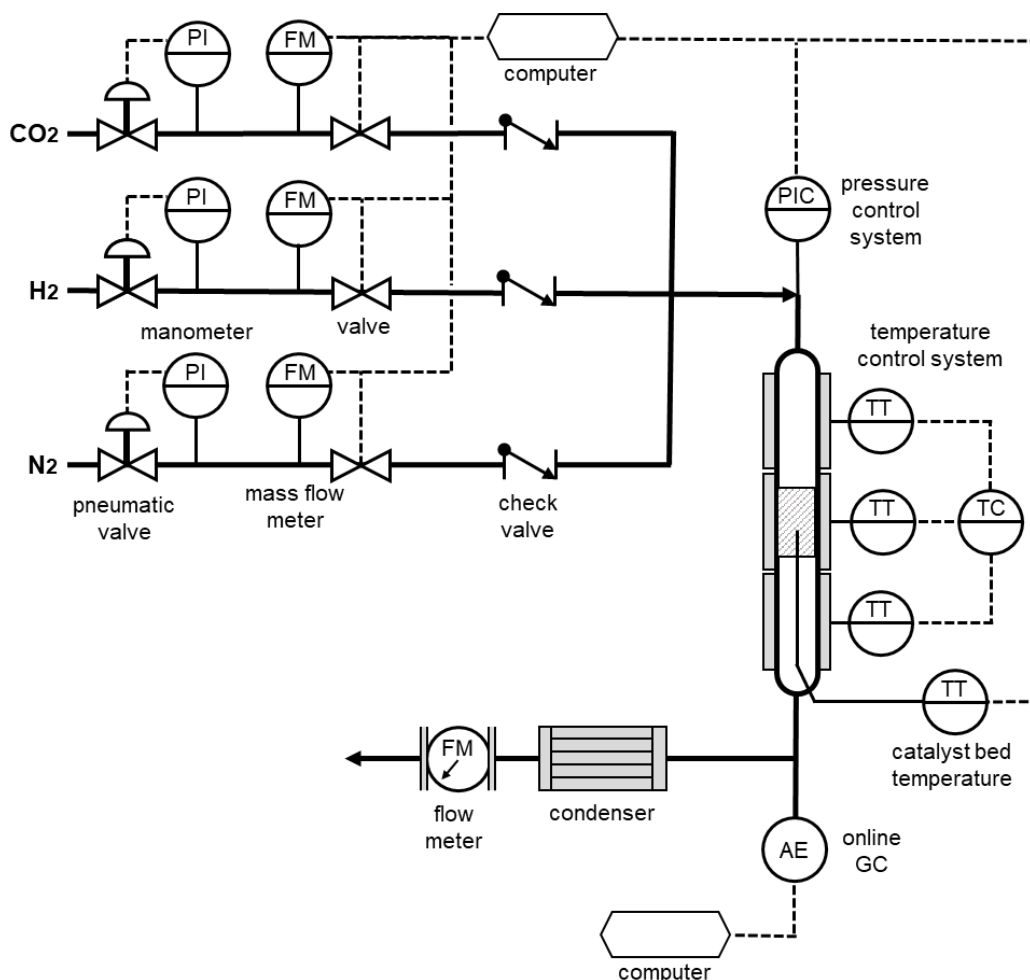 PI
FM
computer
CO2
PI
FM
PIC
pressure
control
system
H2
manometer
valve
temperature
control system
PI
FM
TT
N2
pneumatic
valve
mass flow
meter
check
valve
TT
TC
TT
TT
catalyst bed
temperature
FM
flow
meter
condenser
AE
online
GC
computer